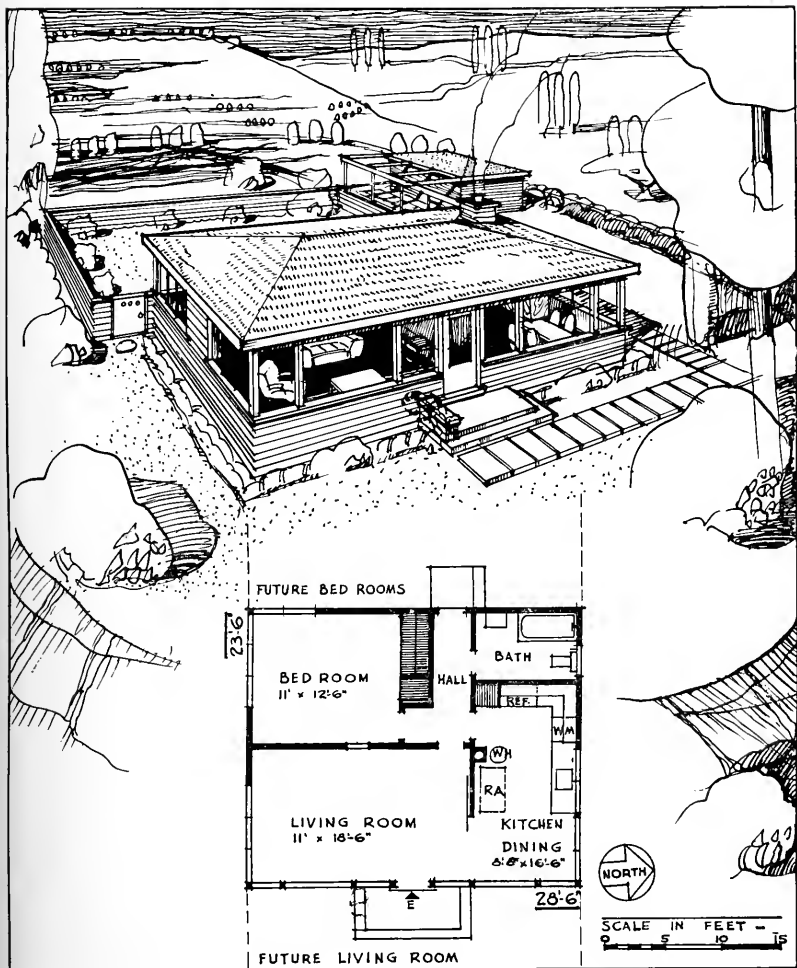 FUTURE BED ROOMS
23'-6"
BED ROOM
11' x 12'-6"
HALL
BATH
REF.
WM
WH
RA
LIVING ROOM
11' x 18'-6"
KITCHEN
DINING
8'-8" x 16'-6"
E
28'-6"
FUTURE LIVING ROOM
NORTH
SCALE IN FEET -
0 5 10 15